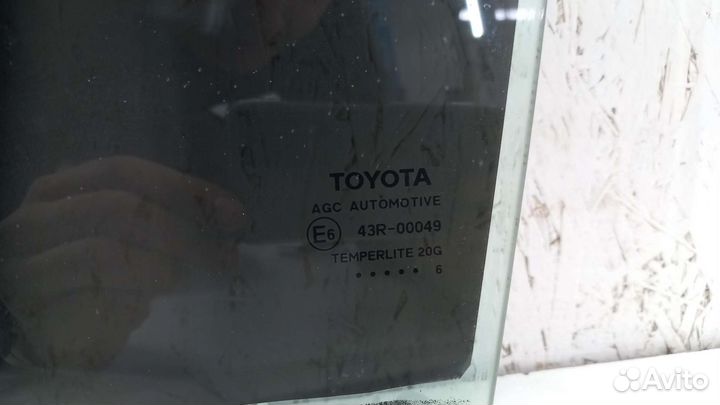 TOYOTA
AGC AUTOMOTIVE
E6 43R-00049
TEMPERLITE 20G
• • • • • 6
Avito